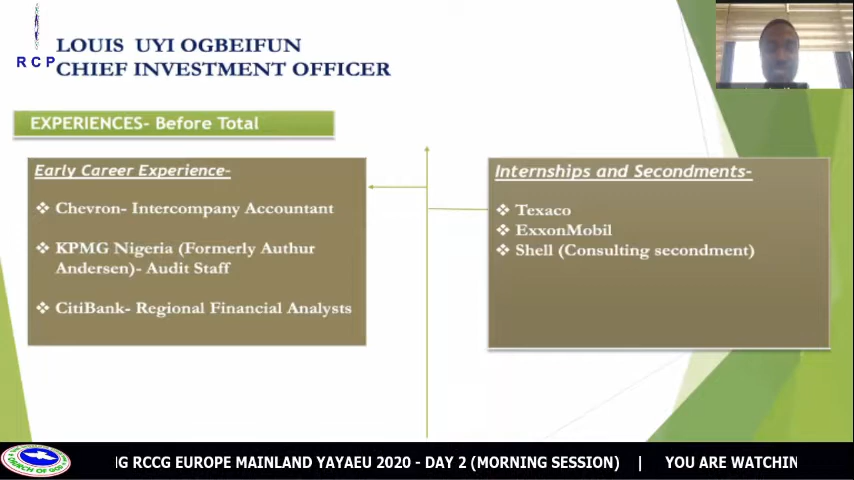 RCP
LOUIS UYI OGBEIFUN
CHIEF INVESTMENT OFFICER
EXPERIENCES- Before Total
Early Career Experience-
❖ Chevron- Intercompany Accountant
❖ KPMG Nigeria (Formerly Authur
Andersen)- Audit Staff
❖ CitiBank- Regional Financial Analysts
Internships and Secondments-
❖ Texaco
❖ ExxonMobil
❖ Shell (Consulting secondment)
RCCG EUROPE MAINLAND YAYAEU 2020 - DAY 2 (MORNING SESSION) | YOU ARE WATCHIN